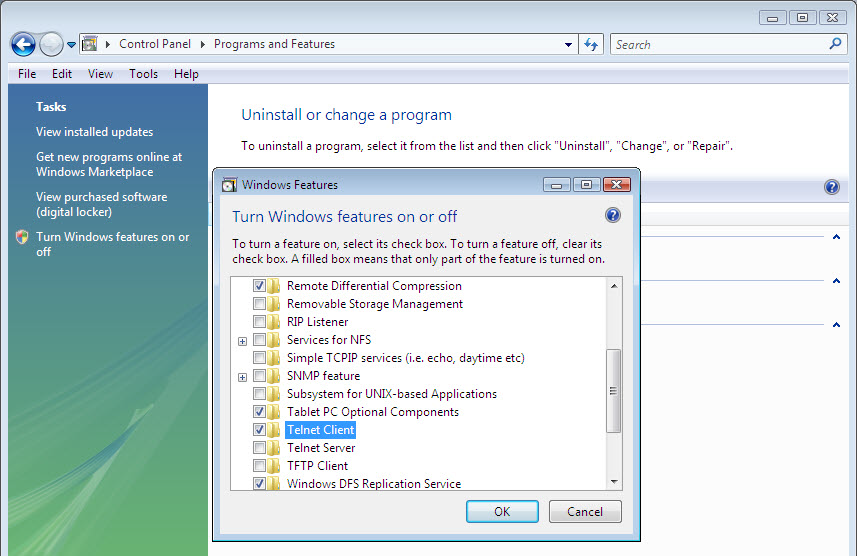 Control Panel Programs and Features
Search
File Edit View Tools Help
Tasks
View installed updates
Get new programs online at
Windows Marketplace
View purchased software
(digital locker)
Turn Windows features on or
off
Uninstall or change a program
To uninstall a program, select it from the list and then click "Uninstall", "Change", or "Repair".
Windows Features
Turn Windows features on or off
To turn a feature on, select its check box. To turn a feature off, clear its
check box. A filled box means that only part of the feature is turned on.
Remote Differential Compression
Removable Storage Management
RIP Listener
Services for NFS
Simple TCPIP services (i.e. echo, daytime etc)
SNMP feature
Subsystem for UNIX-based Applications
Tablet PC Optional Components
Telnet Client
Telnet Server
TFTP Client
Windows DFS Replication Service
OK
Cancel